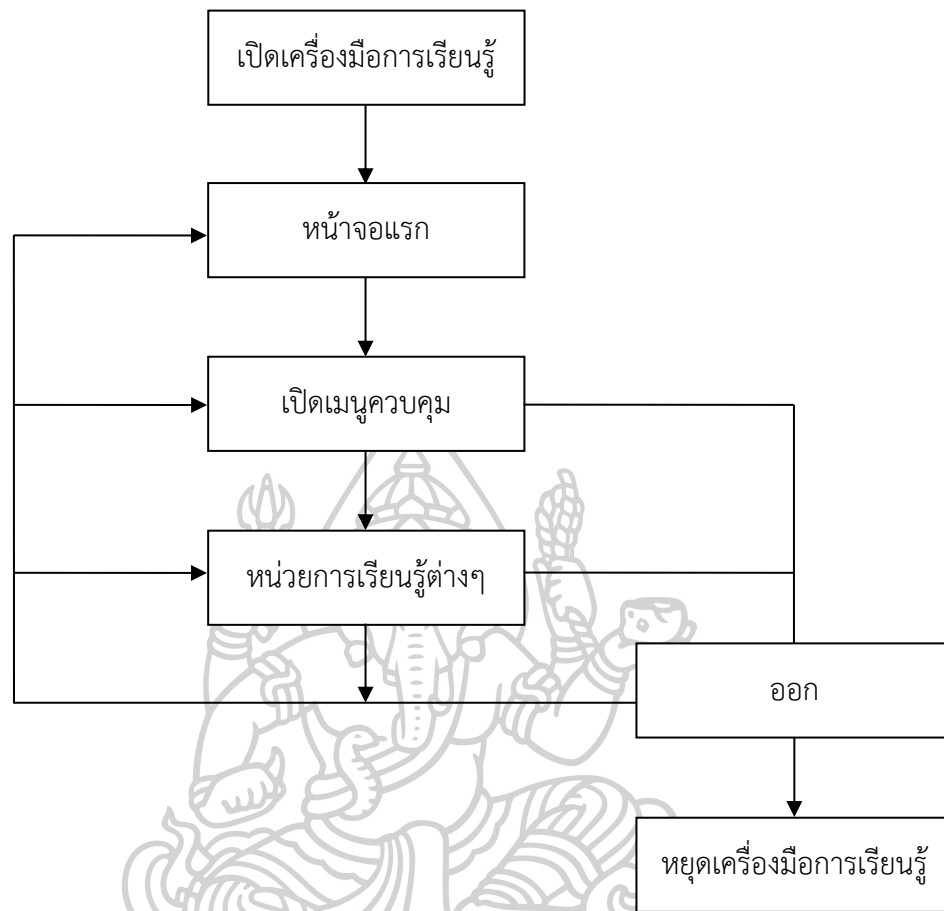 เปิดเครื่องมือการเรียนรู้
หน้าจอแรก
เปิดเมนูควบคุม
หน่วยการเรียนรู้ต่างๆ
ออก
หยุดเครื่องมือการเรียนรู้